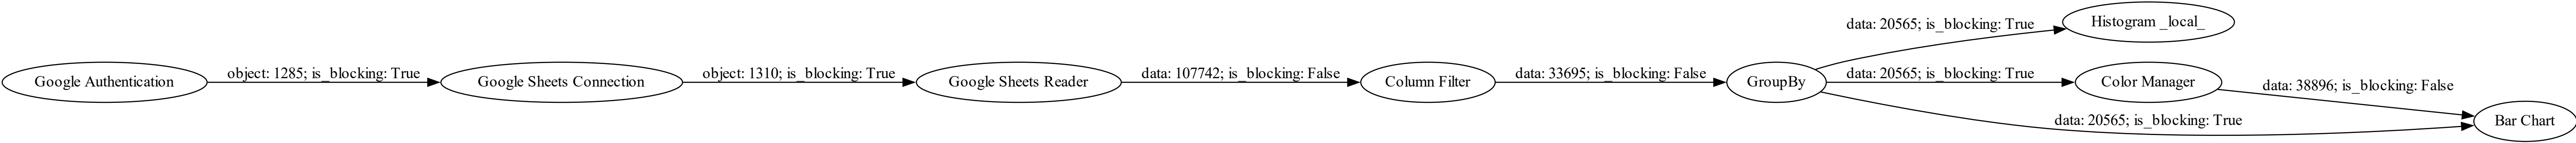 Google Authentication
object: 1285; is_blocking: True
Google Sheets Connection
object: 1310; is_blocking: True
Google Sheets Reader
data: 107742; is_blocking: False
Column Filter
data: 33695; is_blocking: False
GroupBy
data: 20565; is_blocking: True
Histogram _local_
data: 20565; is_blocking: True
Color Manager
data: 38896; is_blocking: False
data: 20565; is_blocking: True
Bar Chart